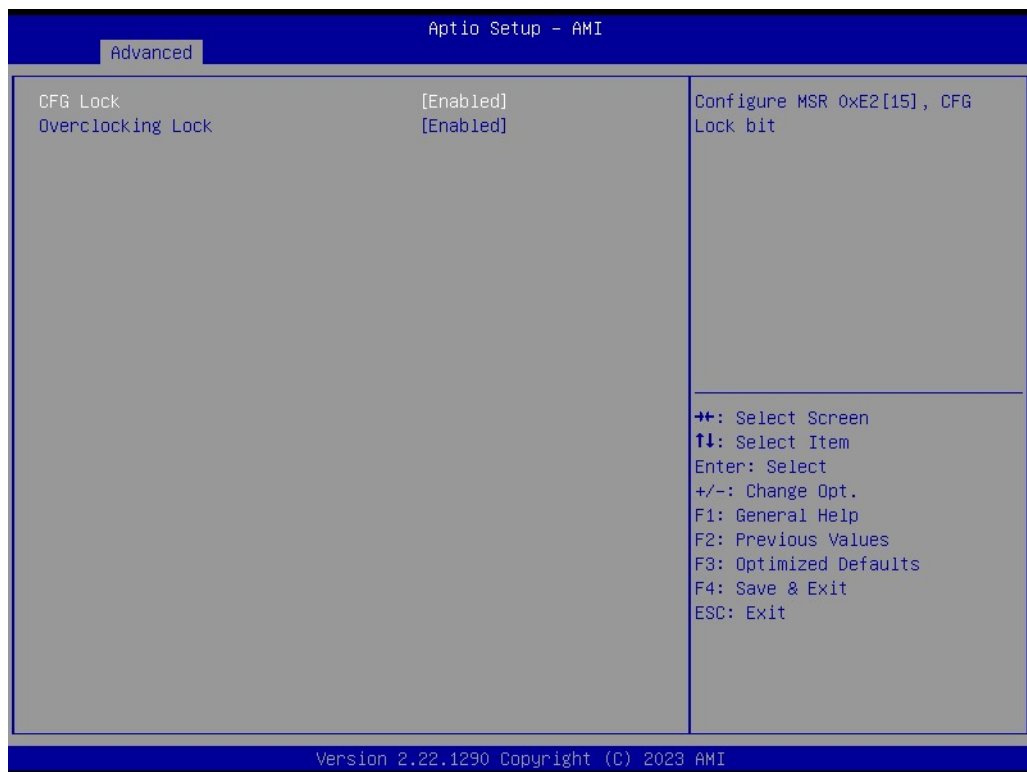 Aptio Setup – AMI
Advanced
CFG Lock [Enabled]
Overclocking Lock [Enabled]
Configure MSR 0xE2[15], CFG
Lock bit
→←: Select Screen
↑↓: Select Item
Enter: Select
+/-: Change Opt.
F1: General Help
F2: Previous Values
F3: Optimized Defaults
F4: Save & Exit
ESC: Exit
Version 2.22.1290 Copyright (C) 2023 AMI